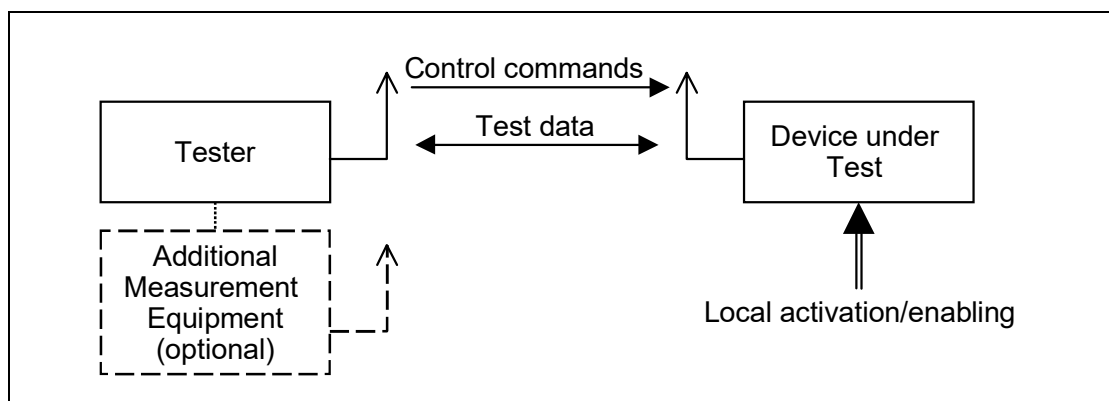 Control commands
Test data
Tester
Device under
Test
Additional
Measurement
Equipment
(optional)
Local activation/enabling